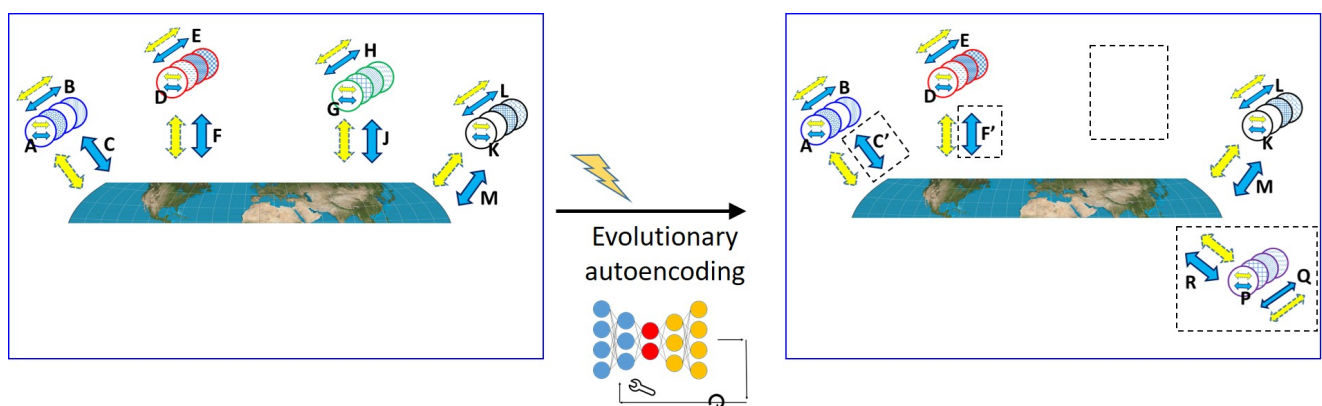 E
H
B
L
D
G
F
J
C
A
K
M
Evolutionary
autoencoding
E
B
L
D
F’
C’
A
K
M
R
Q
P